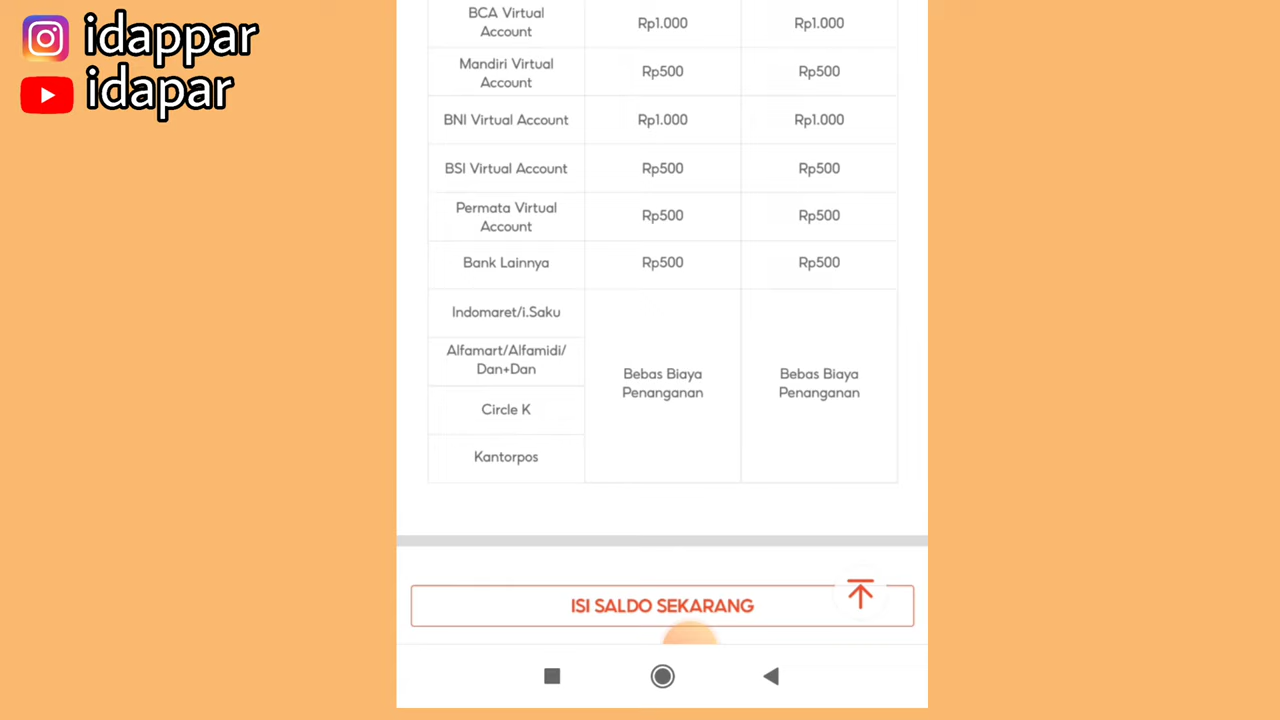 idappar
idapar
BCA Virtual
Account
Rp1.000
Rp1.000
Mandiri Virtual
Account
Rp500
Rp500
BNI Virtual Account
Rp1.000
Rp1.000
BSI Virtual Account
Rp500
Rp500
Permata Virtual
Account
Rp500
Rp500
Bank Lainnya
Rp500
Rp500
Indomaret/i.Saku
Alfamart/Alfamidi/
Dan+Dan
Circle K
Kantorpos
Bebas Biaya
Penanganan
Bebas Biaya
Penanganan
ISI SALDO SEKARANG